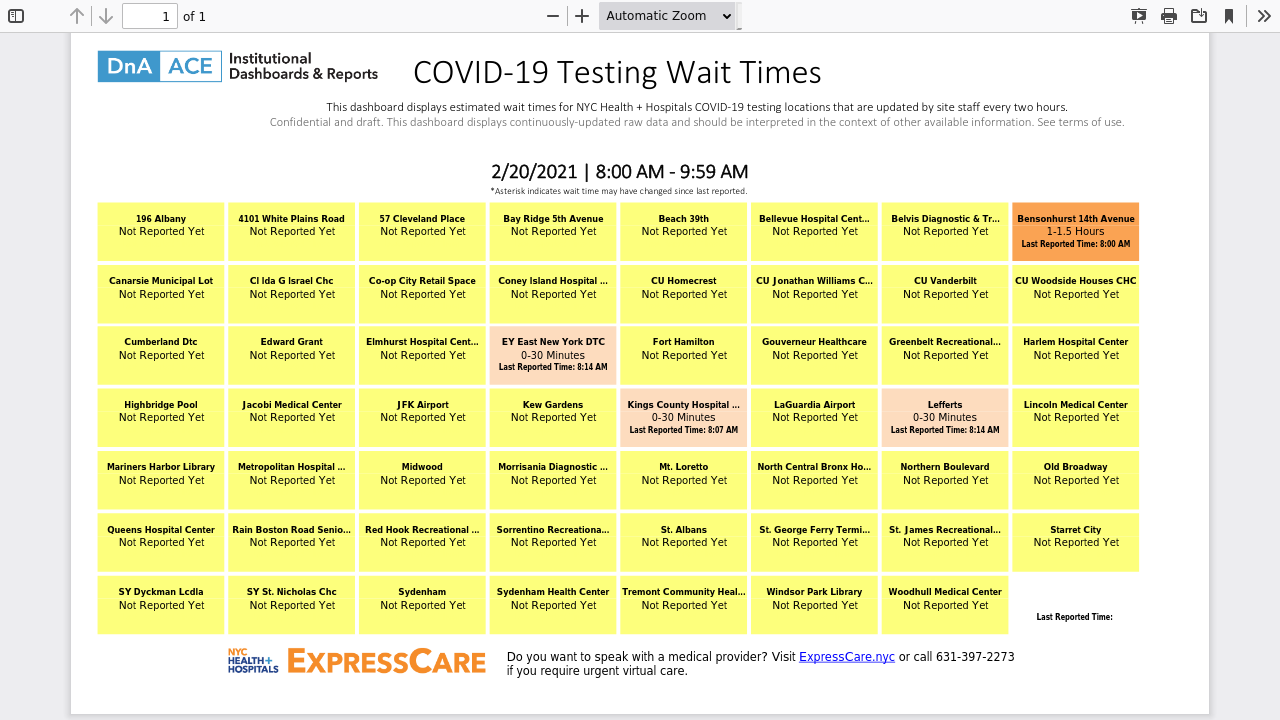 1 of 1 Automatic Zoom
DnA ACE Institutional Dashboards & Reports
COVID-19 Testing Wait Times
This dashboard displays estimated wait times for NYC Health + Hospitals COVID-19 testing locations that are updated by site staff every two hours.
Confidential and draft. This dashboard displays continuously-updated raw data and should be interpreted in the context of other available information. See terms of use.
2/20/2021 | 8:00 AM - 9:59 AM
*Asterisk indicates wait time may have changed since last reported.
196 Albany 4101 White Plains Road 57 Cleveland Place Bay Ridge 5th Avenue Beach 39th Bellevue Hospital Cent... Belvis Diagnostic & Tr... Bensonhurst 14th Avenue
Not Reported Yet Not Reported Yet Not Reported Yet Not Reported Yet Not Reported Yet Not Reported Yet Not Reported Yet 1-1.5 Hours
Last Reported Time: 8:00 AM
Canarsie Municipal Lot CI Ida G Israel Chc Co-op City Retail Space Coney Island Hospital ... CU Homecrest CU Jonathan Williams C... CU Vanderbilt CU Woodside Houses CHC
Not Reported Yet Not Reported Yet Not Reported Yet Not Reported Yet Not Reported Yet Not Reported Yet Not Reported Yet Not Reported Yet
Cumberland Dtc Edward Grant Elmhurst Hospital Cent... EY East New York DTC Fort Hamilton Gouverneur Healthcare Greenbelt Recreational... Harlem Hospital Center
Not Reported Yet Not Reported Yet Not Reported Yet 0-30 Minutes Not Reported Yet Not Reported Yet Not Reported Yet Not Reported Yet
Last Reported Time: 8:14 AM
Highbridge Pool Jacobi Medical Center JFK Airport Kew Gardens Kings County Hospital ... LaGuardia Airport Lefferts Lincoln Medical Center
Not Reported Yet Not Reported Yet Not Reported Yet Not Reported Yet 0-30 Minutes Not Reported Yet 0-30 Minutes Not Reported Yet
Last Reported Time: 8:07 AM Last Reported Time: 8:14 AM
Mariners Harbor Library Metropolitan Hospital ... Midwood Morrisania Diagnostic ... Mt. Loretto North Central Bronx Ho... Northern Boulevard Old Broadway
Not Reported Yet Not Reported Yet Not Reported Yet Not Reported Yet Not Reported Yet Not Reported Yet Not Reported Yet Not Reported Yet
Queens Hospital Center Rain Boston Road Senio... Red Hook Recreational ... Sorrentino Recreationa... St. Albans St. George Ferry Termi... St. James Recreational... Starret City
Not Reported Yet Not Reported Yet Not Reported Yet Not Reported Yet Not Reported Yet Not Reported Yet Not Reported Yet Not Reported Yet
SY Dyckman Lcdla SY St. Nicholas Chc Sydenham Sydenham Health Center Tremont Community Heal... Windsor Park Library Woodhull Medical Center
Not Reported Yet Not Reported Yet Not Reported Yet Not Reported Yet Not Reported Yet Not Reported Yet Not Reported Yet
Last Reported Time:
NYC HEALTH+ HOSPITALS EXPRESSCARE
Do you want to speak with a medical provider? Visit ExpressCare.nyc or call 631-397-2273
if you require urgent virtual care.